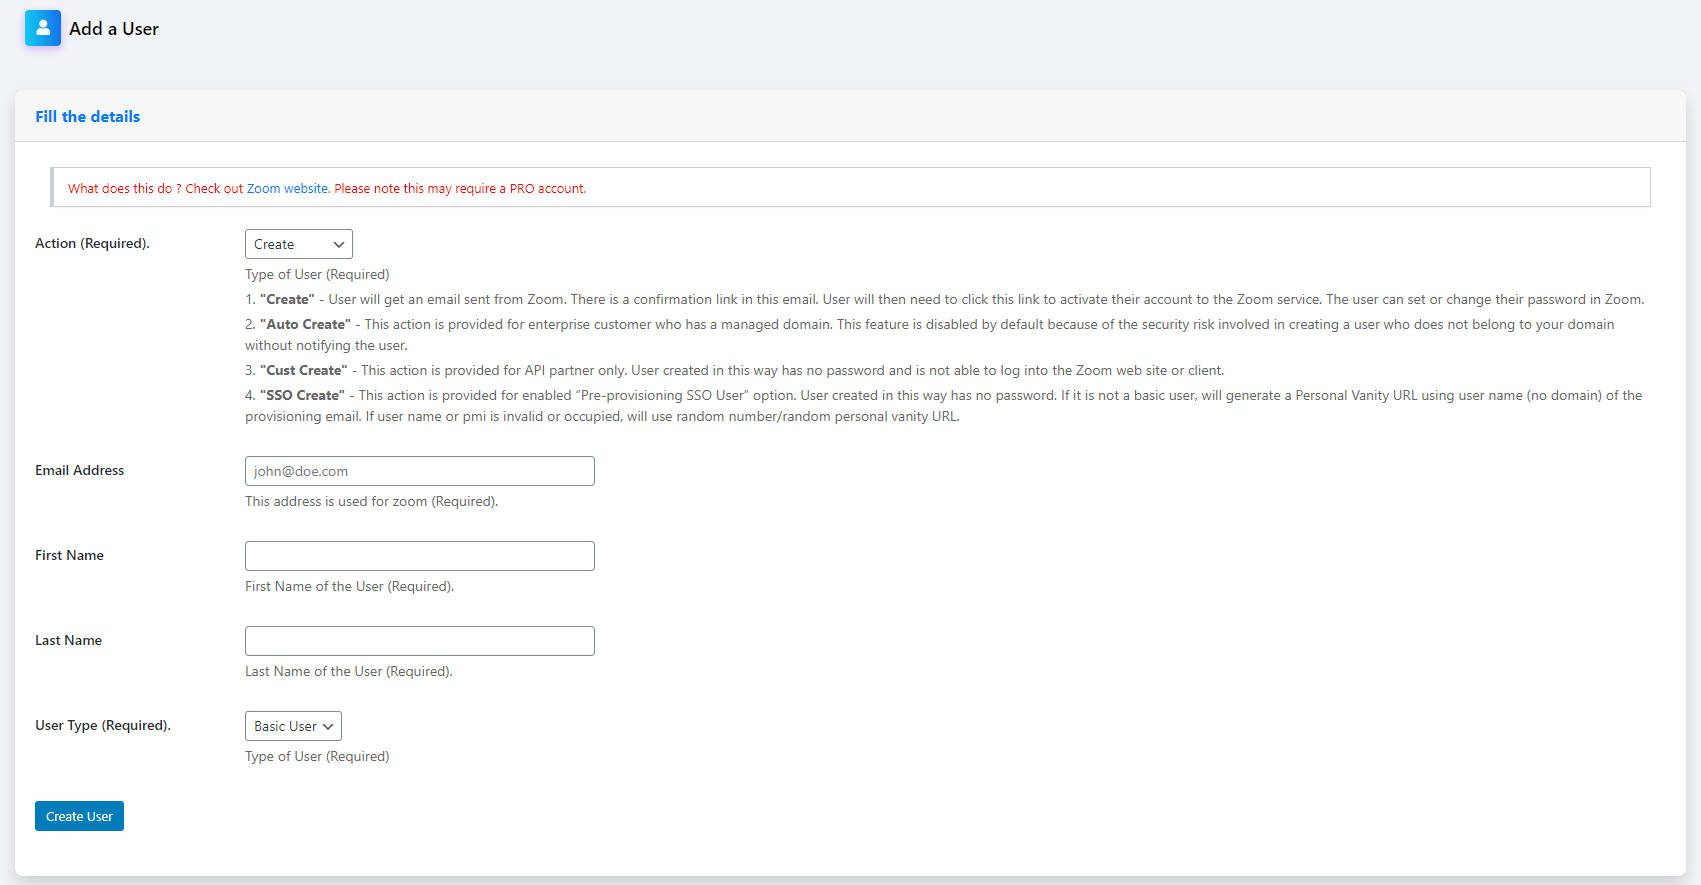 Add a User
Fill the details
What does this do ? Check out Zoom website. Please note this may require a PRO account.
Action (Required).
Create
Type of User (Required)
1. "Create" - User will get an email sent from Zoom. There is a confirmation link in this email. User will then need to click this link to activate their account to the Zoom service. The user can set or change their password in Zoom.
2. "Auto Create" - This action is provided for enterprise customer who has a managed domain. This feature is disabled by default because of the security risk involved in creating a user who does not belong to your domain
without notifying the user.
3. "Cust Create" - This action is provided for API partner only. User created in this way has no password and is not able to log into the Zoom web site or client.
4. "SSO Create" - This action is provided for enabled “Pre-provisioning SSO User” option. User created in this way has no password. If it is not a basic user, will generate a Personal Vanity URL using user name (no domain) of the
provisioning email. If user name or pmi is invalid or occupied, will use random number/random personal vanity URL.
Email Address
john@doe.com
This address is used for zoom (Required).
First Name
First Name of the User (Required).
Last Name
Last Name of the User (Required).
User Type (Required).
Basic User
Type of User (Required)
Create User